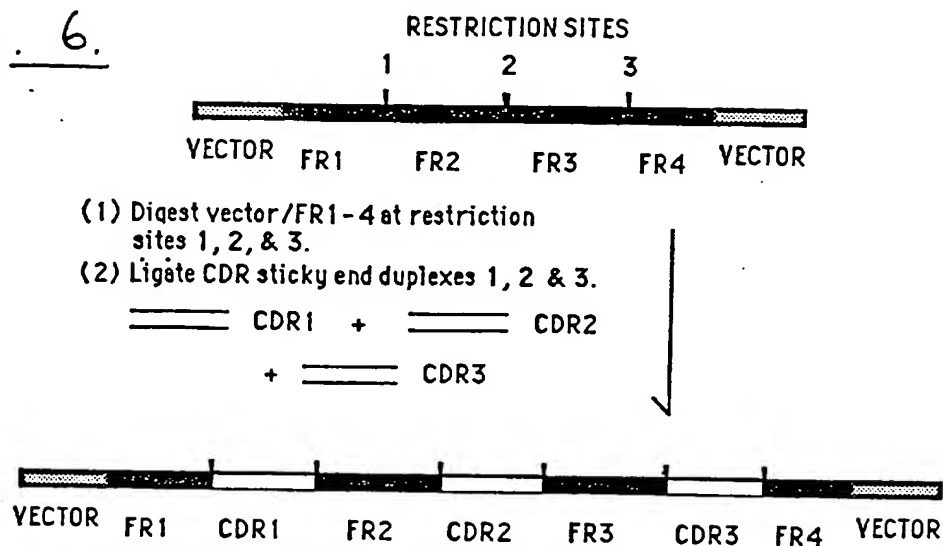 . 6.
RESTRICTION SITES
1 2 3
VECTOR FR1 FR2 FR3 FR4 VECTOR
(1) Digest vector/FR1-4 at restriction
sites 1, 2, & 3.
(2) Ligate CDR sticky end duplexes 1, 2 & 3.
CDR1 + CDR2
+ CDR3
VECTOR FR1 CDR1 FR2 CDR2 FR3 CDR3 FR4 VECTOR